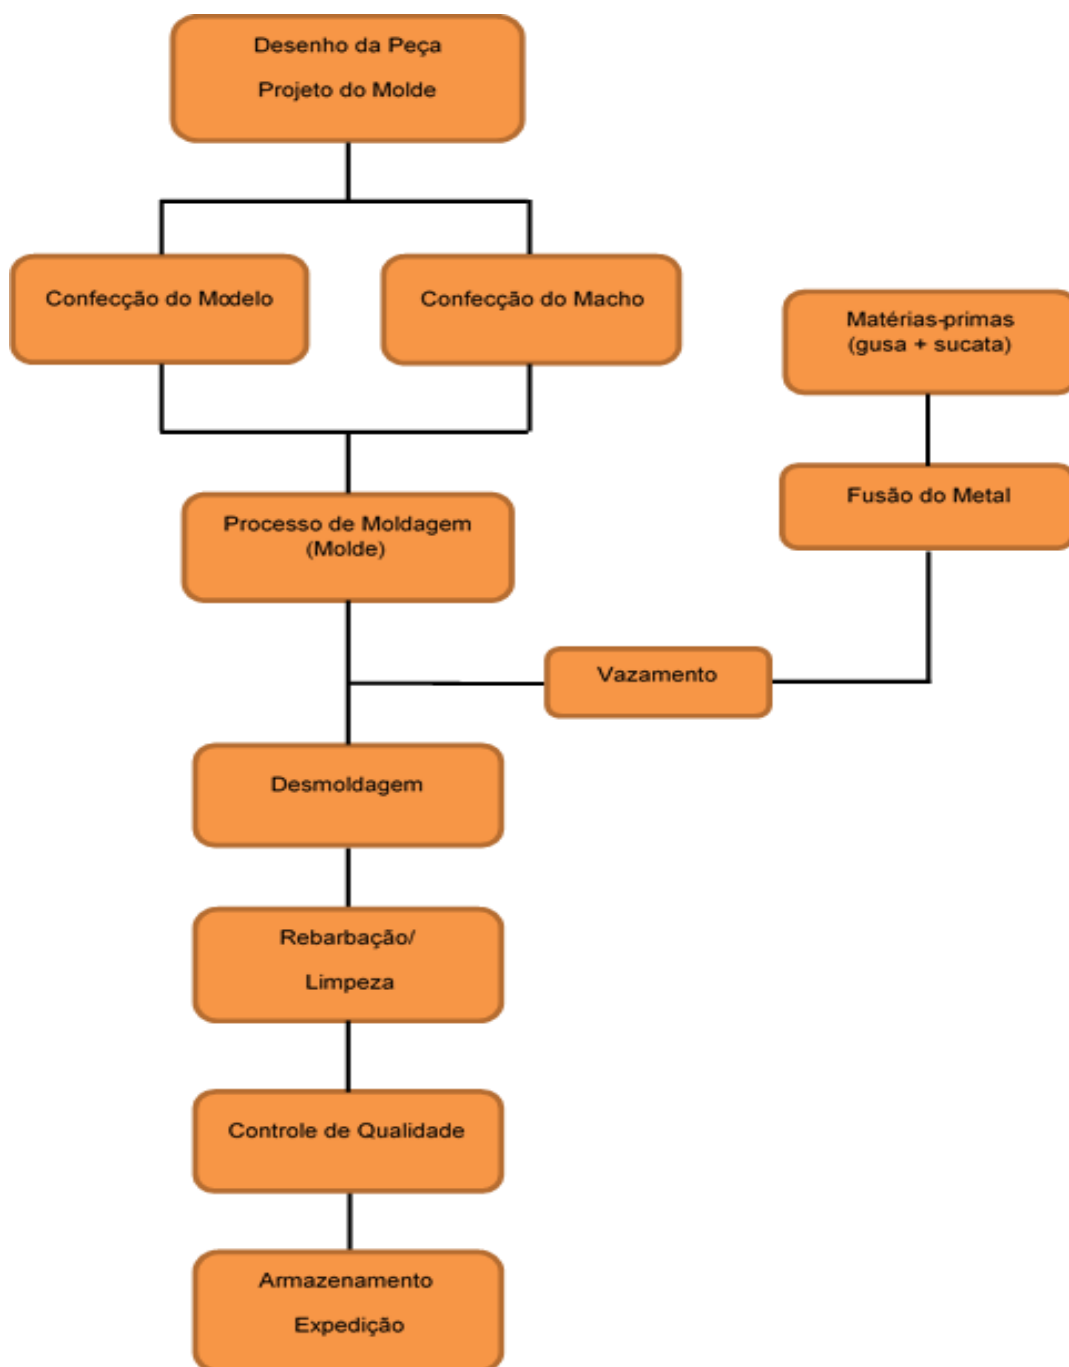 Desenho da Peça
Projeto do Molde
Confecção do Modelo
Confecção do Macho
Matérias-primas
(gusa + sucata)
Processo de Moldagem
(Molde)
Fusão do Metal
Vazamento
Desmoldagem
Rebarbação/
Limpeza
Controle de Qualidade
Armazenamento
Expedição